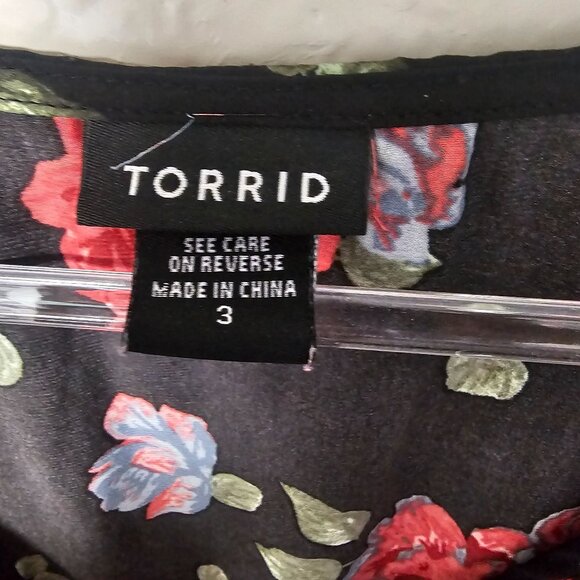 TORRID
SEE CARE
ON REVERSE
MADE IN CHINA
3